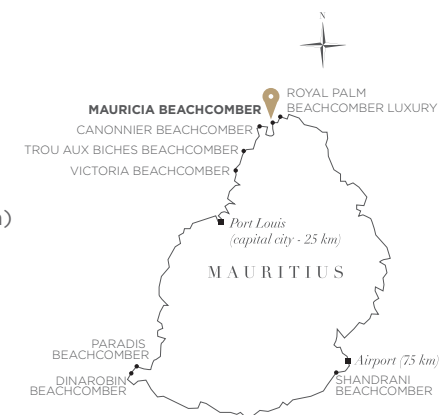 N
ROYAL PALM
BEACHCOMBER LUXURY
MAURICIA BEACHCOMBER
CANONNIER BEACHCOMBER
TROU AUX BICHES BEACHCOMBER
VICTORIA BEACHCOMBER
)
Port Louis
(capital city - 25 km)
MAURITIUS
PARADIS
BEACHCOMBER
DINAROBIN
BEACHCOMBER
Airport (75 km)
SHANDRANI
BEACHCOMBER